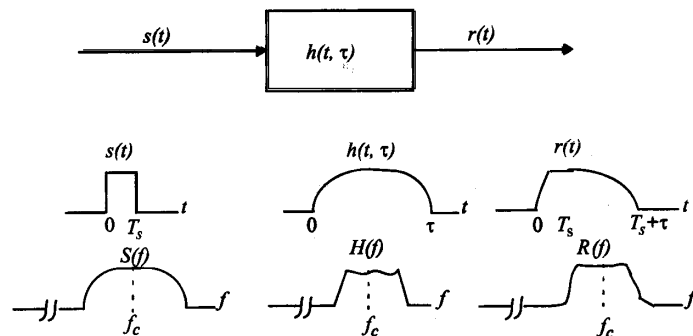 s(t) h(t, τ) r(t)
s(t) h(t, τ) r(t)
t t t
0 T_s 0 τ 0 T_s T_s+τ
S(f) H(f) R(f)
f f f
f_c f_c f_c